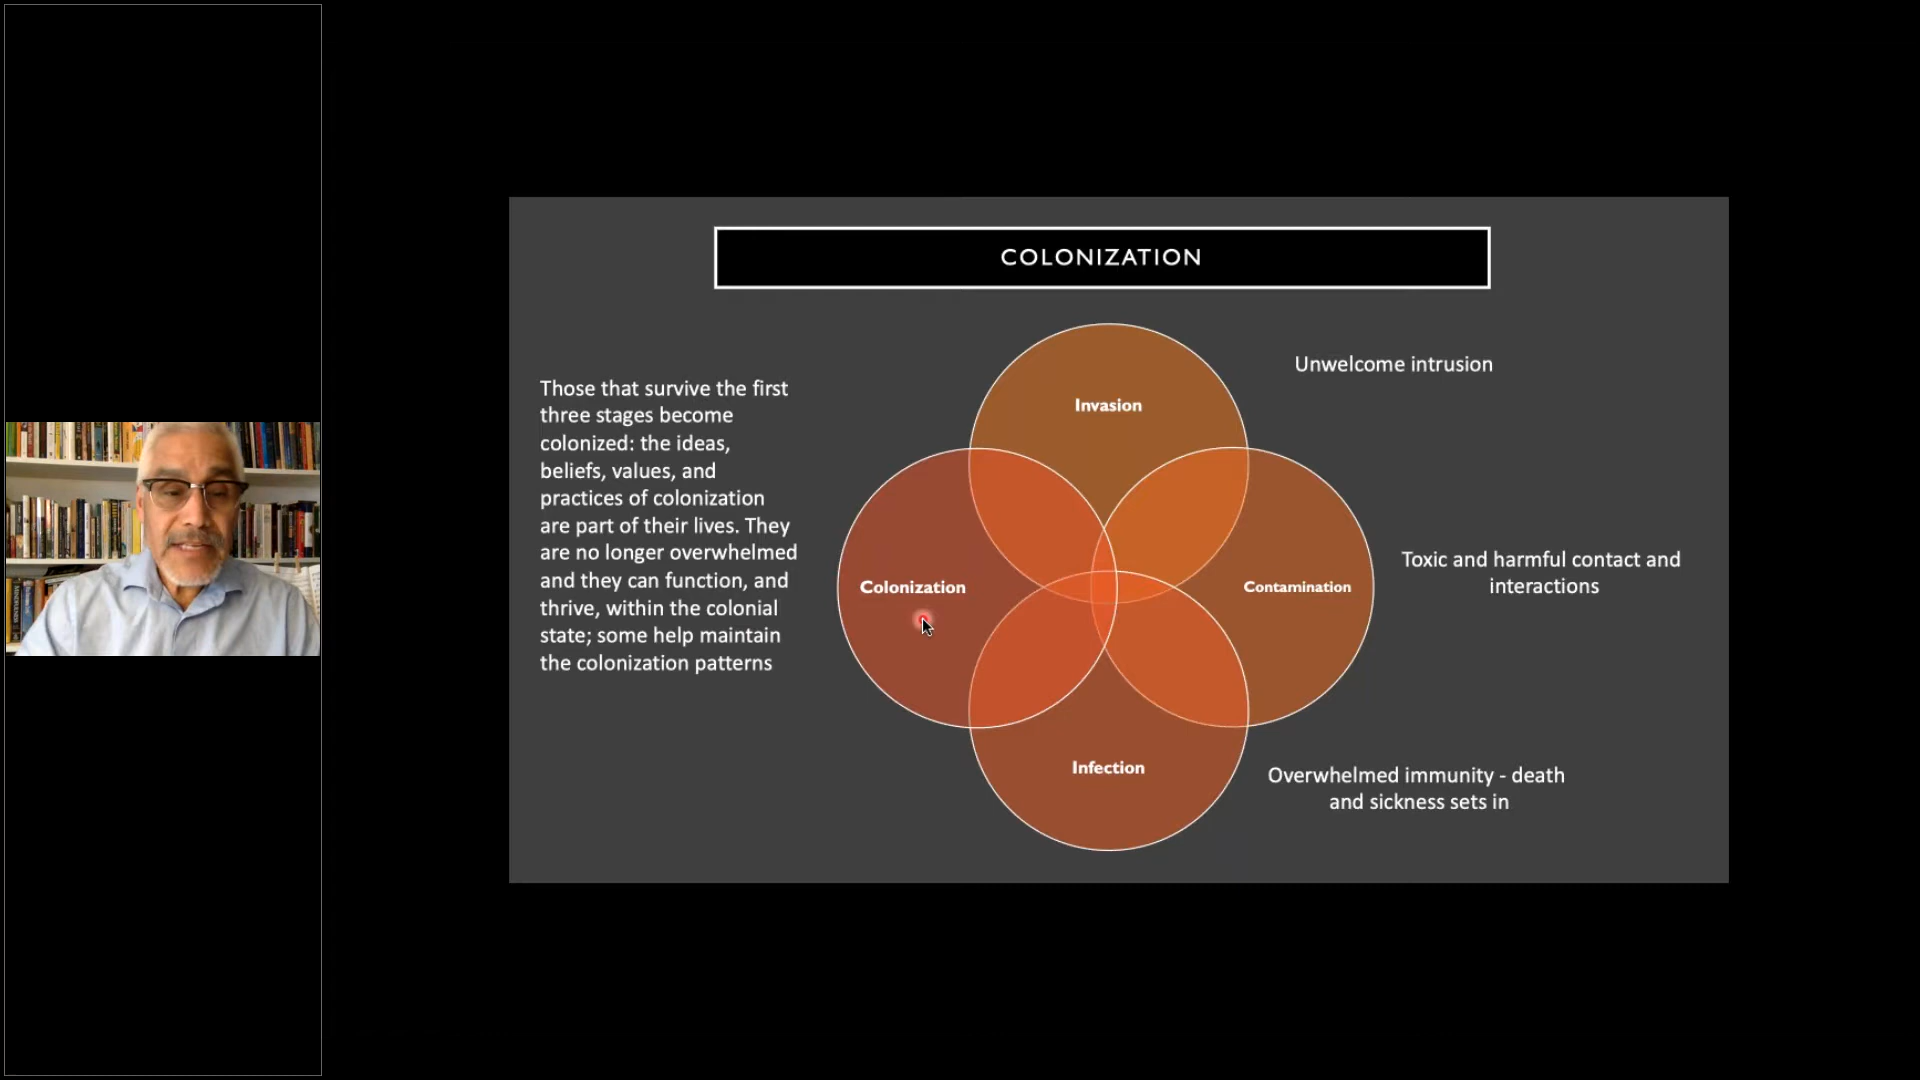 COLONIZATION
Those that survive the first
three stages become
colonized: the ideas,
beliefs, values, and
practices of colonization
are part of their lives. They
are no longer overwhelmed
and they can function, and
thrive, within the colonial
state; some help maintain
the colonization patterns
Invasion
Unwelcome intrusion
Colonization
Contamination
Toxic and harmful contact and
interactions
Infection
Overwhelmed immunity - death
and sickness sets in